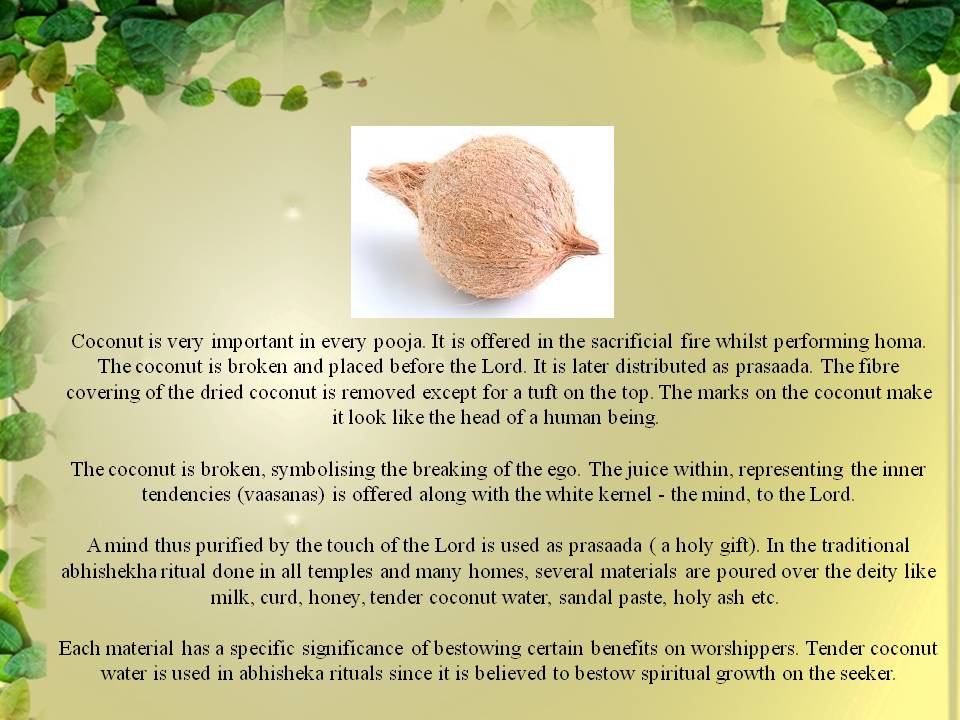 Coconut is very important in every pooja. It is offered in the sacrificial fire whilst performing homa.
The coconut is broken and placed before the Lord. It is later distributed as prasaada. The fibre
covering of the dried coconut is removed except for a tuft on the top. The marks on the coconut make
it look like the head of a human being.
The coconut is broken, symbolising the breaking of the ego. The juice within, representing the inner
tendencies (vaasanas) is offered along with the white kernel - the mind, to the Lord.
A mind thus purified by the touch of the Lord is used as prasaada ( a holy gift). In the traditional
abhishekha ritual done in all temples and many homes, several materials are poured over the deity like
milk, curd, honey, tender coconut water, sandal paste, holy ash etc.
Each material has a specific significance of bestowing certain benefits on worshippers. Tender coconut
water is used in abhisheka rituals since it is believed to bestow spiritual growth on the seeker.